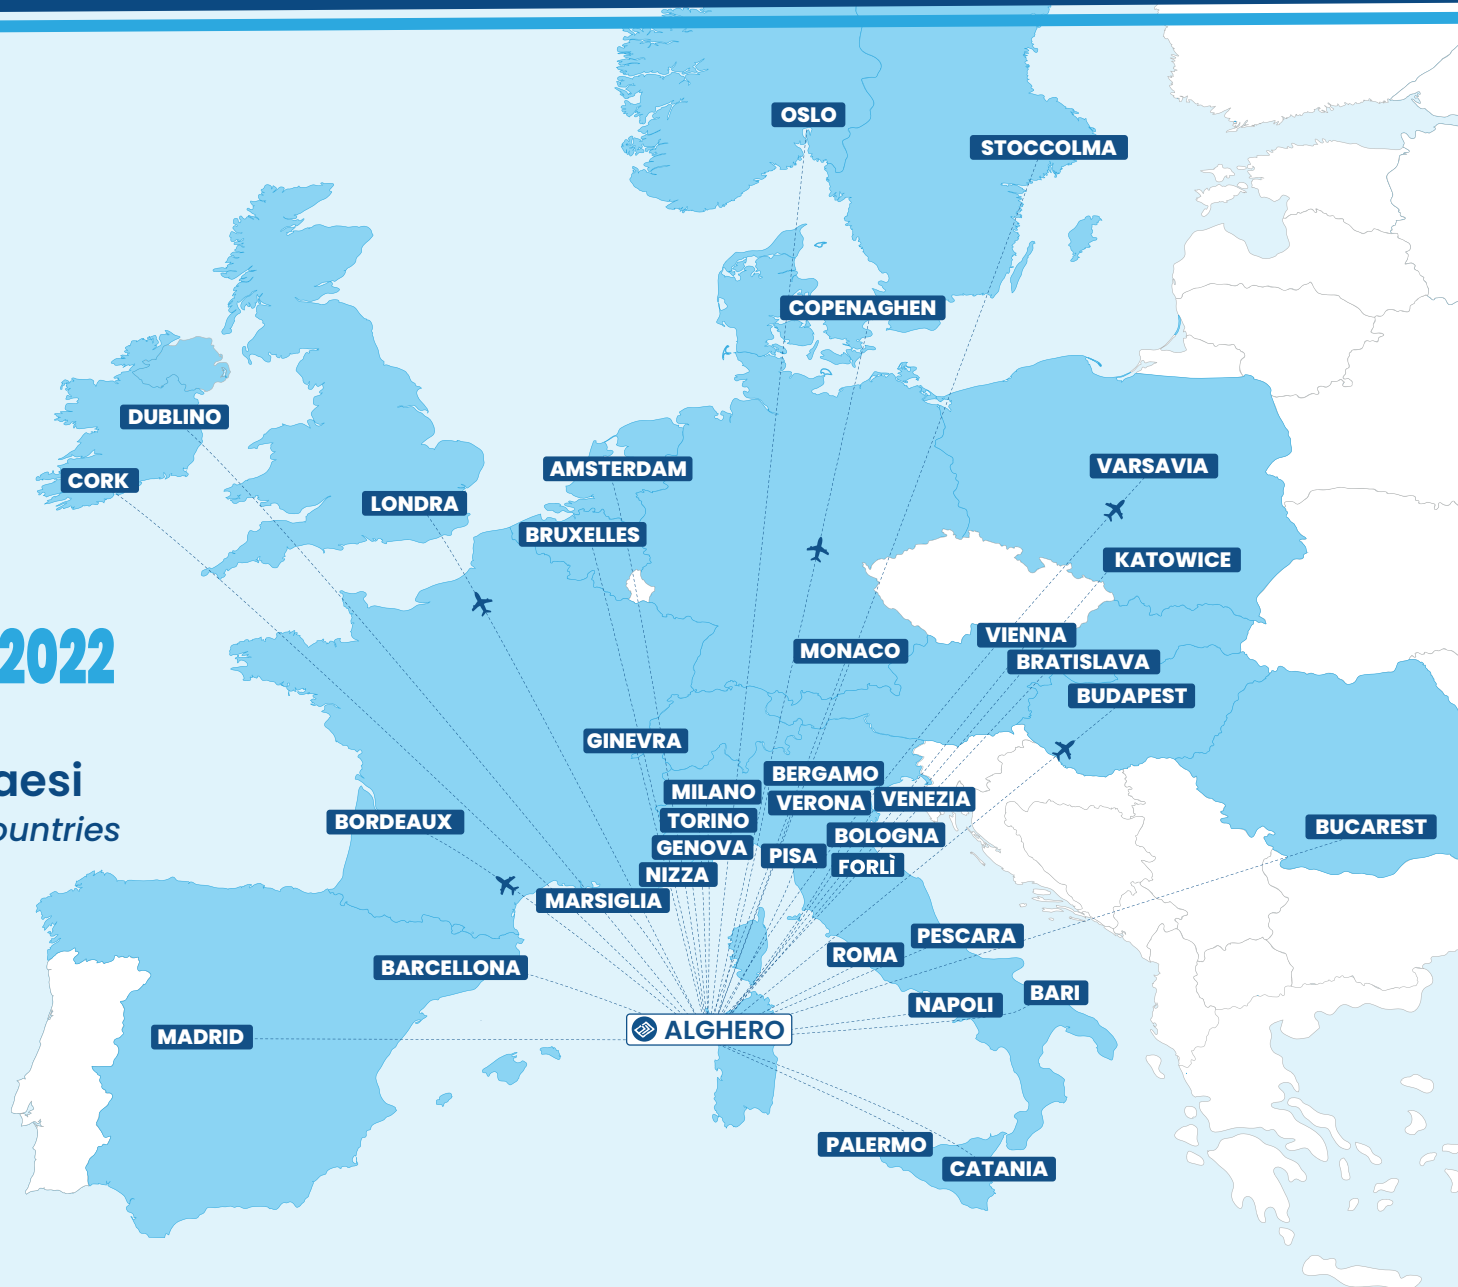 OSLO
STOCCOLMA
COPENAGHEN
DUBLINO
CORK
AMSTERDAM
LONDRA
BRUXELLES
VARSAVIA
KATOWICE
2022
VIENNA
MONACO
BRATISLAVA
BUDAPEST
GINEVRA
aesi
ountries
BERGAMO
MILANO
VERONA
VENEZIA
TORINO
BORDEAUX
BOLOGNA
BUCAREST
GENOVA
PISA
FORLÌ
NIZZA
MARSIGLIA
PESCARA
ROMA
BARCELLONA
BARI
NAPOLI
ALGHERO
MADRID
PALERMO
CATANIA